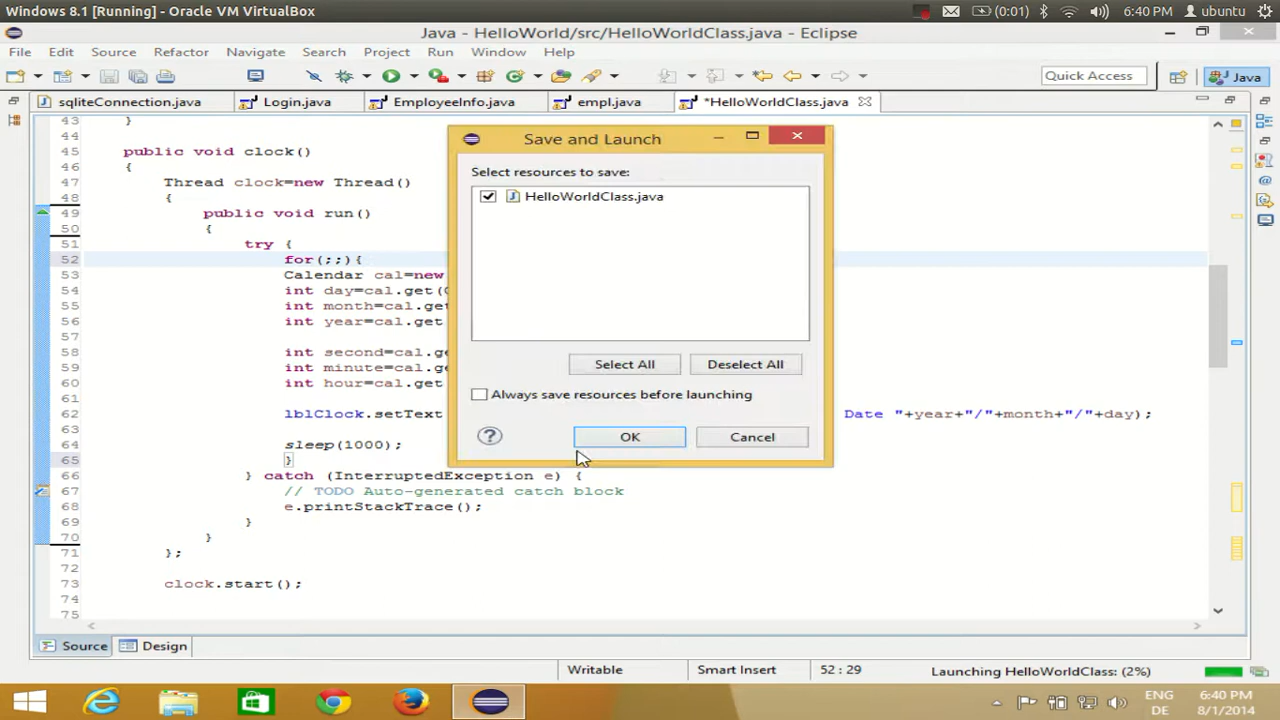 Windows 8.1 [Running] - Oracle VM VirtualBox
(0:01)
6:40 PM
ubuntu
Java - HelloWorld/src/HelloWorldClass.java - Eclipse
File Edit Source Refactor Navigate Search Project Run Window Help
Quick Access
Java
sqliteConnection.java
Login.java
EmployeeInfo.java
empl.java
*HelloWorldClass.java
43 }
44
45 public void clock()
46 {
47 Thread clock=new Thread()
48 {
49 public void run()
50 {
51 try {
52 for(;;){
53 Calendar cal=new
54 int day=cal.get(
55 int month=cal.get
56 int year=cal.get
57
58 int second=cal.ge
59 int minute=cal.ge
60 int hour=cal.get
61
62 lblClock.setText Date "+year+"/"+month+"/"+day);
63
64 sleep(1000);
65 }
66 } catch (InterruptedException e) {
67 // TODO Auto-generated catch block
68 e.printStackTrace();
69 }
70 }
71 };
72
73 clock.start();
74
75
Save and Launch
Select resources to save:
HelloWorldClass.java
Select All
Deselect All
Always save resources before launching
?
OK
Cancel
Source
Design
Writable
Smart Insert
52 : 29
Launching HelloWorldClass: (2%)
ENG
DE
6:40 PM
8/1/2014